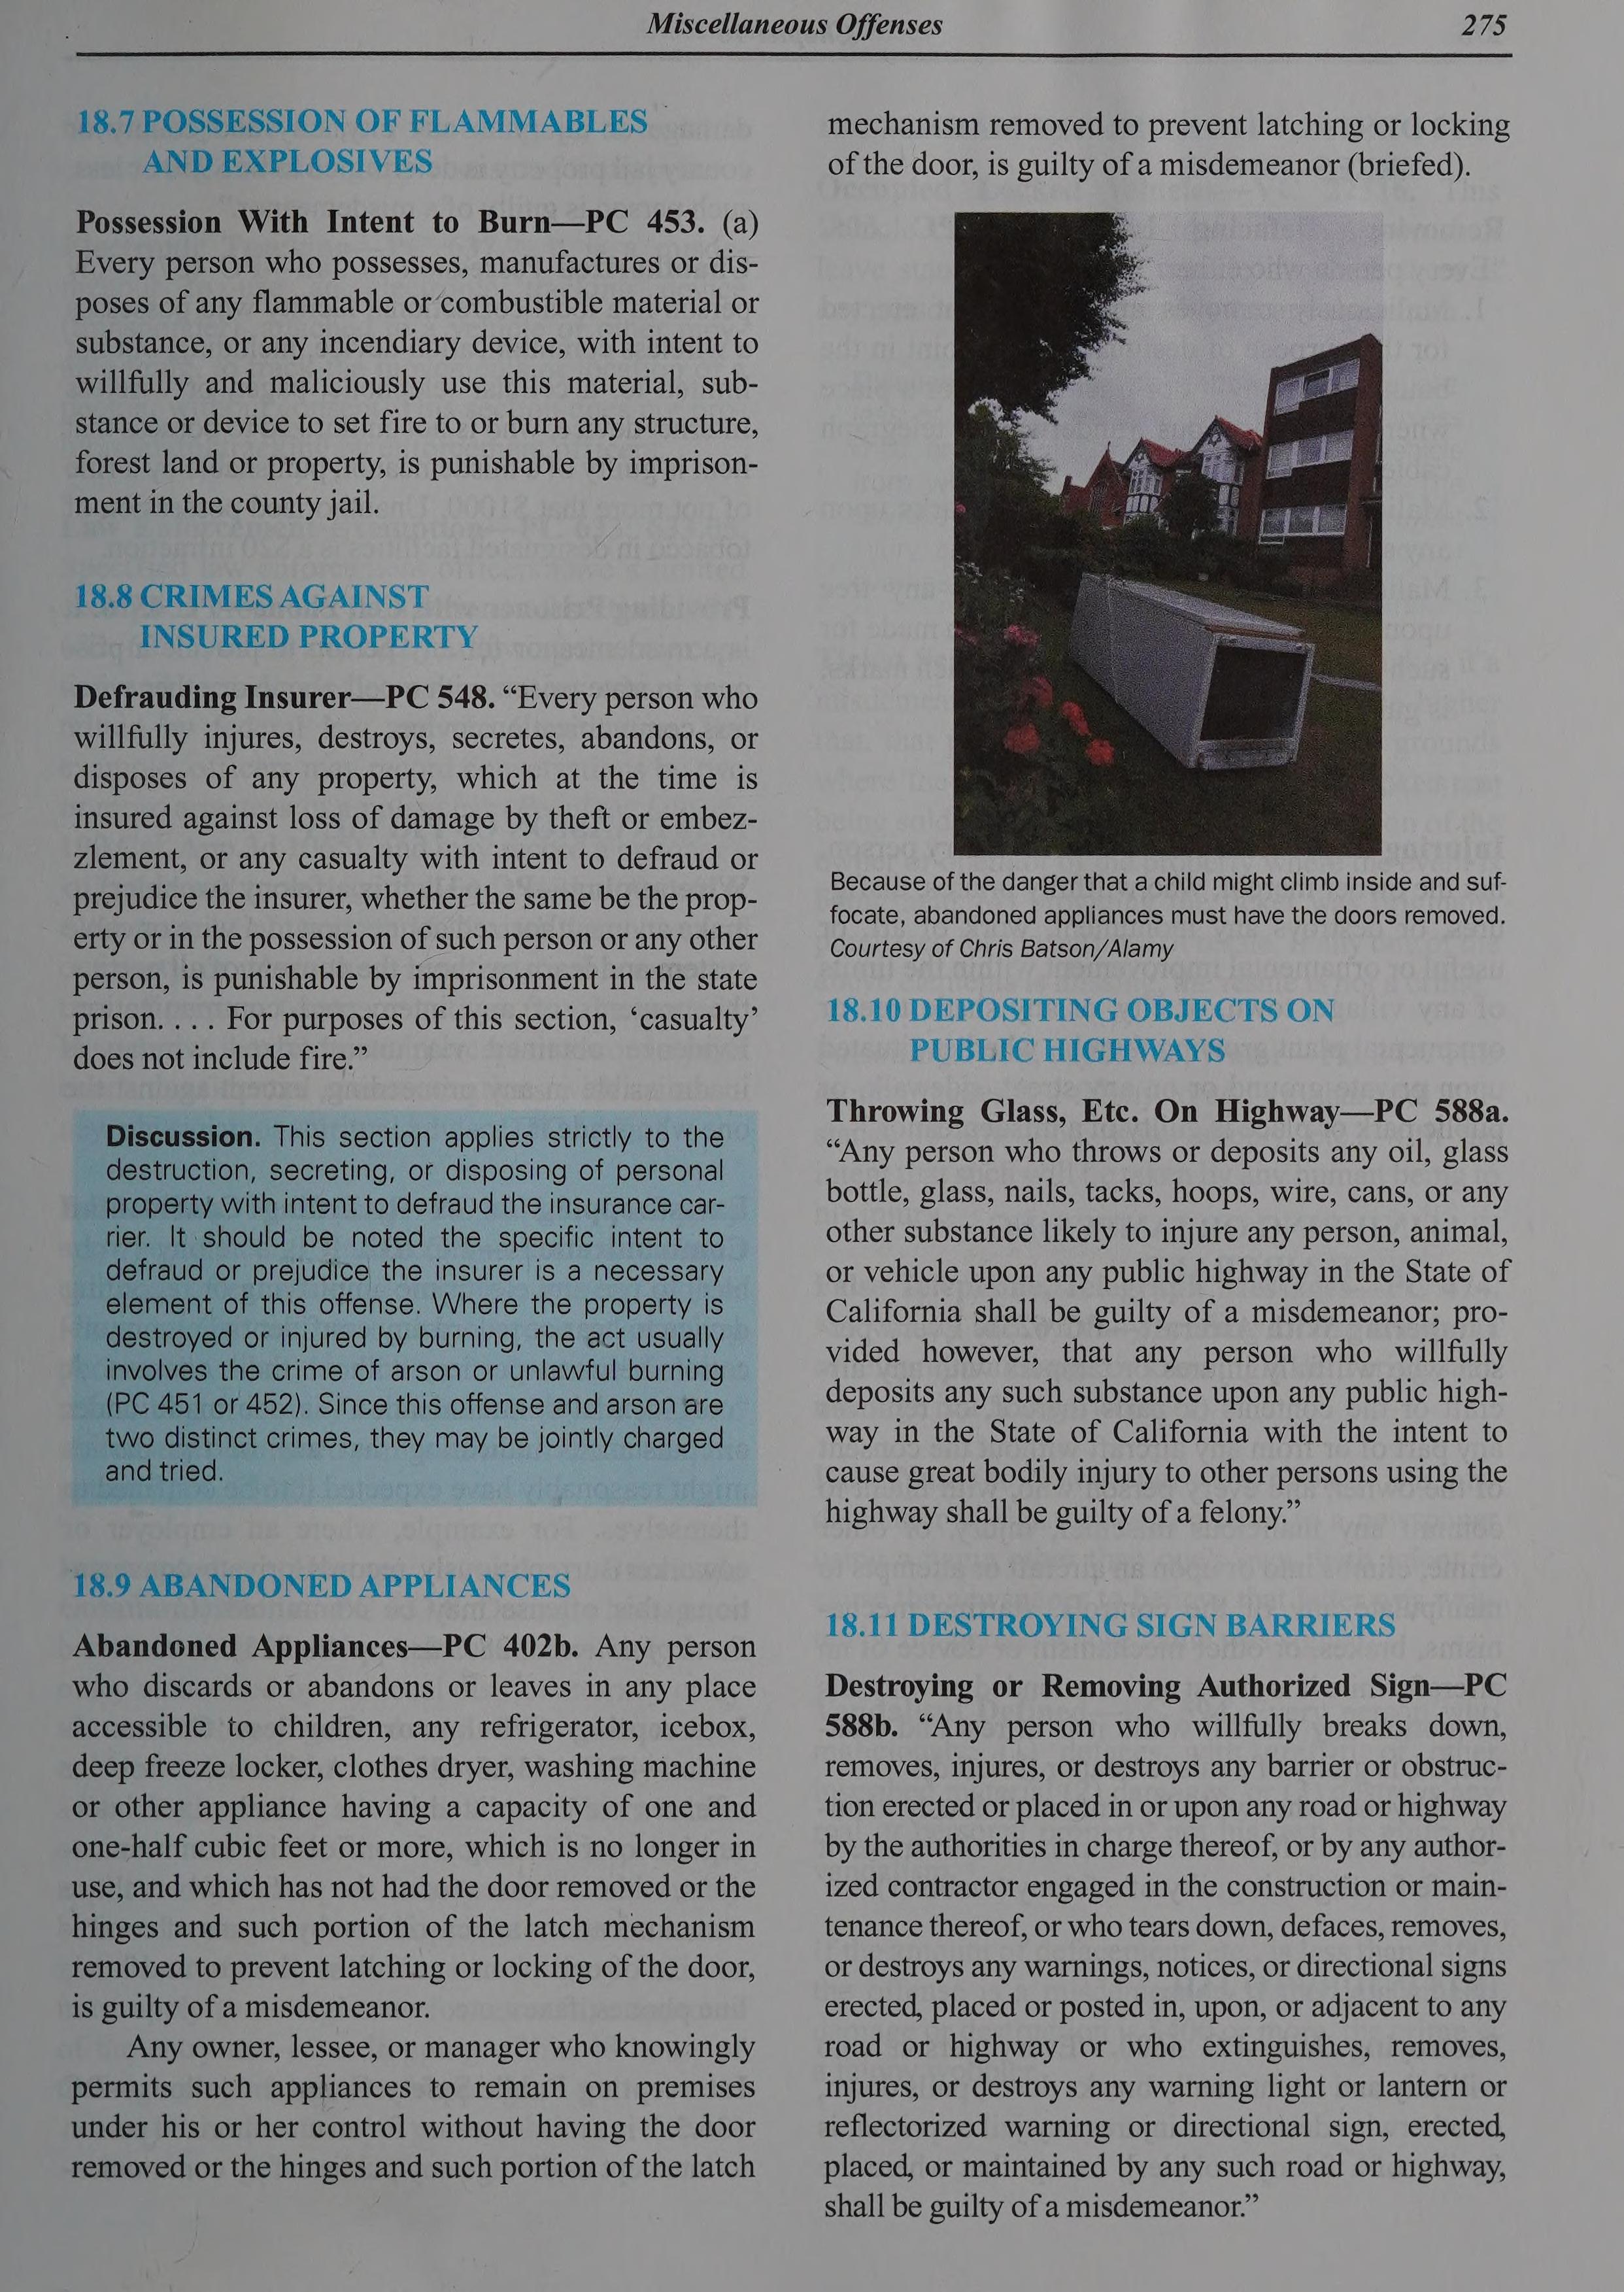 Miscellaneous Offenses
275
18.7 POSSESSION OF FLAMMABLES
AND EXPLOSIVES
Possession With Intent to Burn—PC 453. (a)
Every person who possesses, manufactures or dis-
poses of any flammable or combustible material or
substance, or any incendiary device, with intent to
willfully and maliciously use this material, sub-
stance or device to set fire to or burn any structure,
forest land or property, is punishable by imprison-
ment in the county jail.
18.8 CRIMES AGAINST
INSURED PROPERTY
Defrauding Insurer—PC 548. “Every person who
willfully injures, destroys, secretes, abandons, or
disposes of any property, which at the time is
insured against loss of damage by theft or embez-
zlement, or any casualty with intent to defraud or
prejudice the insurer, whether the same be the prop-
erty or in the possession of such person or any other
person, is punishable by imprisonment in the state
prison. . . . For purposes of this section, ‘casualty’
does not include fire.”
Discussion. This section applies strictly to the
destruction, secreting, or disposing of personal
property with intent to defraud the insurance car-
rier. It should be noted the specific intent to
defraud or prejudice the insurer is a necessary
element of this offense. Where the property is
destroyed or injured by burning, the act usually
involves the crime of arson or unlawful burning
(PC 451 or 452). Since this offense and arson are
two distinct crimes, they may be jointly charged
and tried.
18.9 ABANDONED APPLIANCES
Abandoned Appliances—PC 402b. Any person
who discards or abandons or leaves in any place
accessible to children, any refrigerator, icebox,
deep freeze locker, clothes dryer, washing machine
or other appliance having a capacity of one and
one-half cubic feet or more, which is no longer in
use, and which has not had the door removed or the
hinges and such portion of the latch mechanism
removed to prevent latching or locking of the door,
is guilty of a misdemeanor.
Any owner, lessee, or manager who knowingly
permits such appliances to remain on premises
under his or her control without having the door
removed or the hinges and such portion of the latch
mechanism removed to prevent latching or locking
of the door, is guilty of a misdemeanor (briefed).
Because of the danger that a child might climb inside and suf-
focate, abandoned appliances must have the doors removed.
Courtesy of Chris Batson/Alamy
18.10 DEPOSITING OBJECTS ON
PUBLIC HIGHWAYS
Throwing Glass, Etc. On Highway—PC 588a.
“Any person who throws or deposits any oil, glass
bottle, glass, nails, tacks, hoops, wire, cans, or any
other substance likely to injure any person, animal,
or vehicle upon any public highway in the State of
California shall be guilty of a misdemeanor; pro-
vided however, that any person who willfully
deposits any such substance upon any public high-
way in the State of California with the intent to
cause great bodily injury to other persons using the
highway shall be guilty of a felony.”
18.11 DESTROYING SIGN BARRIERS
Destroying or Removing Authorized Sign—PC
588b. “Any person who willfully breaks down,
removes, injures, or destroys any barrier or obstruc-
tion erected or placed in or upon any road or highway
by the authorities in charge thereof, or by any author-
ized contractor engaged in the construction or main-
tenance thereof, or who tears down, defaces, removes,
or destroys any warnings, notices, or directional signs
erected, placed or posted in, upon, or adjacent to any
road or highway or who extinguishes, removes,
injures, or destroys any warning light or lantern or
reflectorized warning or directional sign, erected,
placed, or maintained by any such road or highway,
shall be guilty of a misdemeanor.”